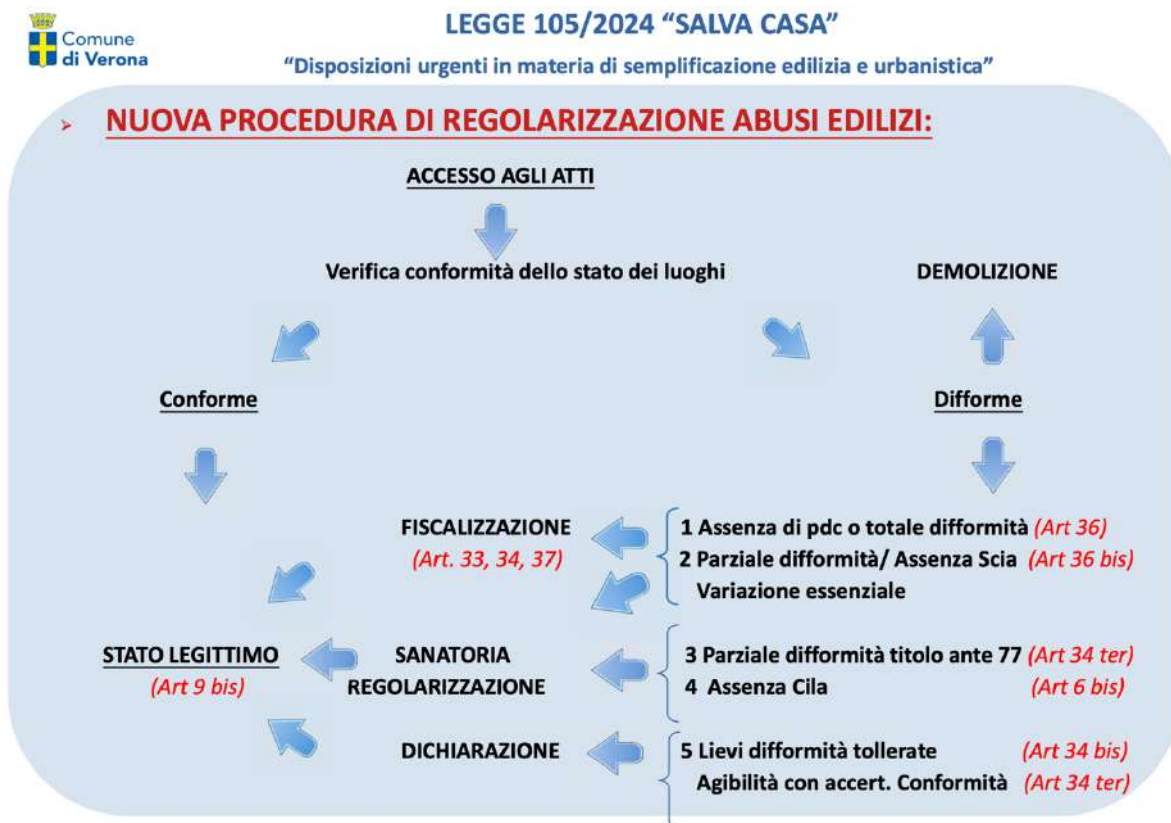 Comune
di Verona
LEGGE 105/2024 “SALVA CASA”
“Disposizioni urgenti in materia di semplificazione edilizia e urbanistica”
➢ NUOVA PROCEDURA DI REGOLARIZZAZIONE ABUSI EDILIZI:
ACCESSO AGLI ATTI
Verifica conformità dello stato dei luoghi
DEMOLIZIONE
Conforme
Difforme
FISCALIZZAZIONE
(Art. 33, 34, 37)
1 Assenza di pdc o totale difformità (Art 36)
2 Parziale difformità/ Assenza Scia (Art 36 bis)
Variazione essenziale
STATO LEGITTIMO
(Art 9 bis)
SANATORIA
REGOLARIZZAZIONE
3 Parziale difformità titolo ante 77 (Art 34 ter)
4 Assenza Cila (Art 6 bis)
DICHIARAZIONE
5 Lievi difformità tollerate (Art 34 bis)
Agibilità con accert. Conformità (Art 34 ter)